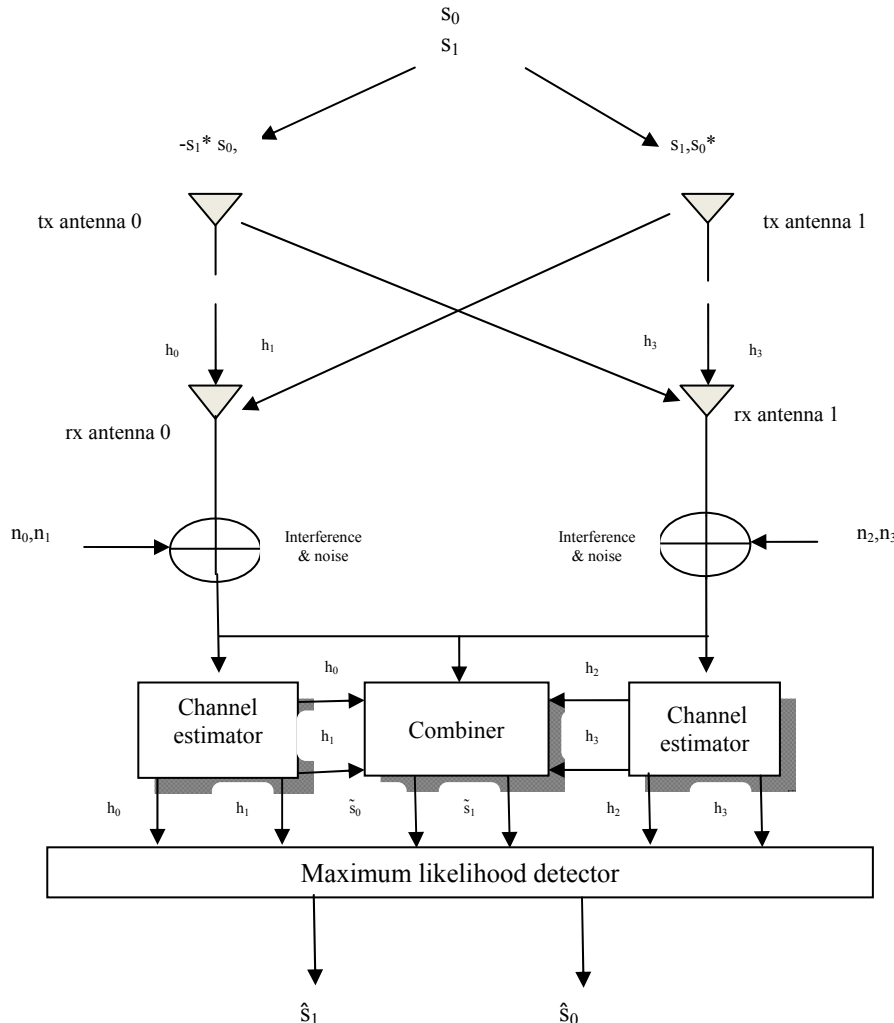 s₀
s₁
-s₁* s₀,
s₁,s₀*
tx antenna 0
tx antenna 1
h₀
h₁
h₃
h₃
rx antenna 0
rx antenna 1
n₀,n₁
Interference
& noise
Interference
& noise
n₂,n₃
h₀
h₂
Channel
estimator
Combiner
Channel
estimator
h₁
h₃
h₀
h₁
s̃₀
s̃₁
h₂
h₃
Maximum likelihood detector
ŝ₁
ŝ₀